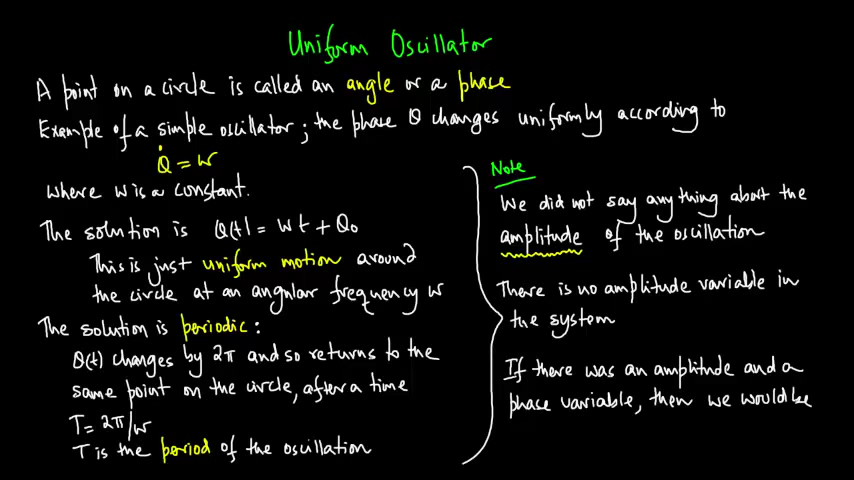 Uniform Oscillator
A point on a circle is called an angle or a phase
Example of a simple oscillator; the phase θ changes uniformly according to
θ̇ = w
where w is a constant.
The solution is θ(t) = wt + θ₀
This is just uniform motion around
the circle at an angular frequency w
The solution is periodic:
θ(t) changes by 2π and so returns to the
same point on the circle, after a time
T = 2π/w
T is the period of the oscillation
Note
We did not say anything about the
amplitude of the oscillation
There is no amplitude variable in
the system
If there was an amplitude and a
phase variable, then we would be